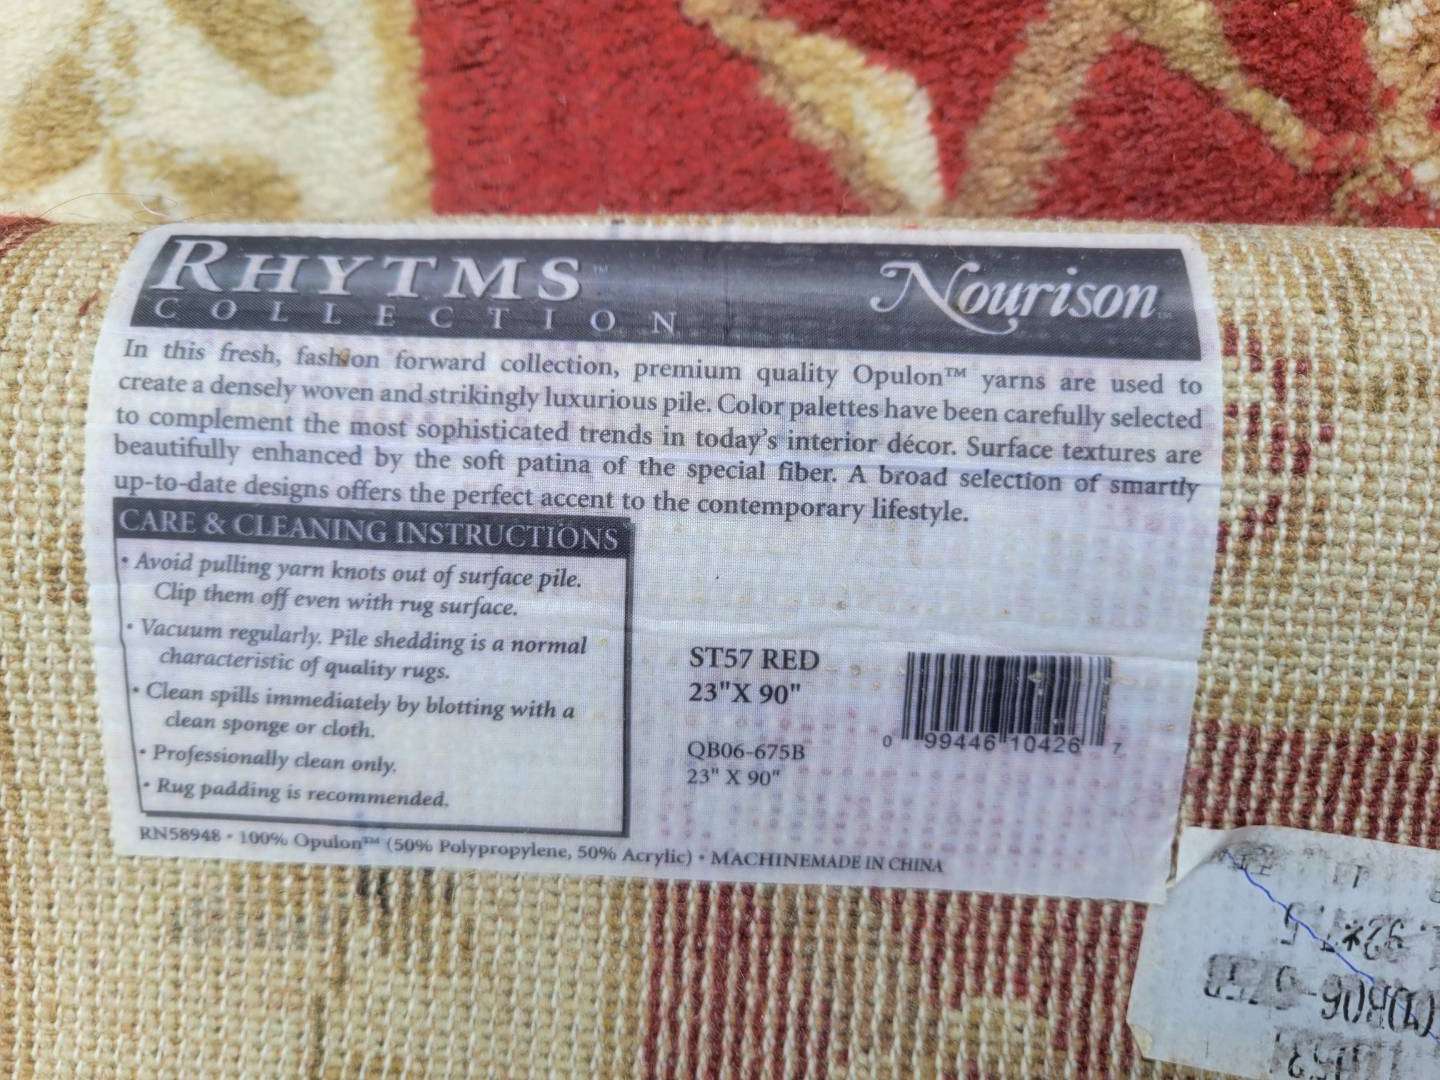 RHYTMS™ Nourison™
COLLECTION
In this fresh, fashion forward collection, premium quality Opulon™ yarns are used to
create a densely woven and strikingly luxurious pile. Color palettes have been carefully selected
to complement the most sophisticated trends in today's interior décor. Surface textures are
beautifully enhanced by the soft patina of the special fiber. A broad selection of smartly
up-to-date designs offers the perfect accent to the contemporary lifestyle.
CARE & CLEANING INSTRUCTIONS
• Avoid pulling yarn knots out of surface pile.
Clip them off even with rug surface.
• Vacuum regularly. Pile shedding is a normal
characteristic of quality rugs.
• Clean spills immediately by blotting with a
clean sponge or cloth.
• Professionally clean only.
• Rug padding is recommended.
ST57 RED
23"X 90"
QB06-675B
23" X 90"
0 99446 10426 7
RN58948 • 100% Opulon™ (50% Polypropylene, 50% Acrylic) • MACHINEMADE IN CHINA